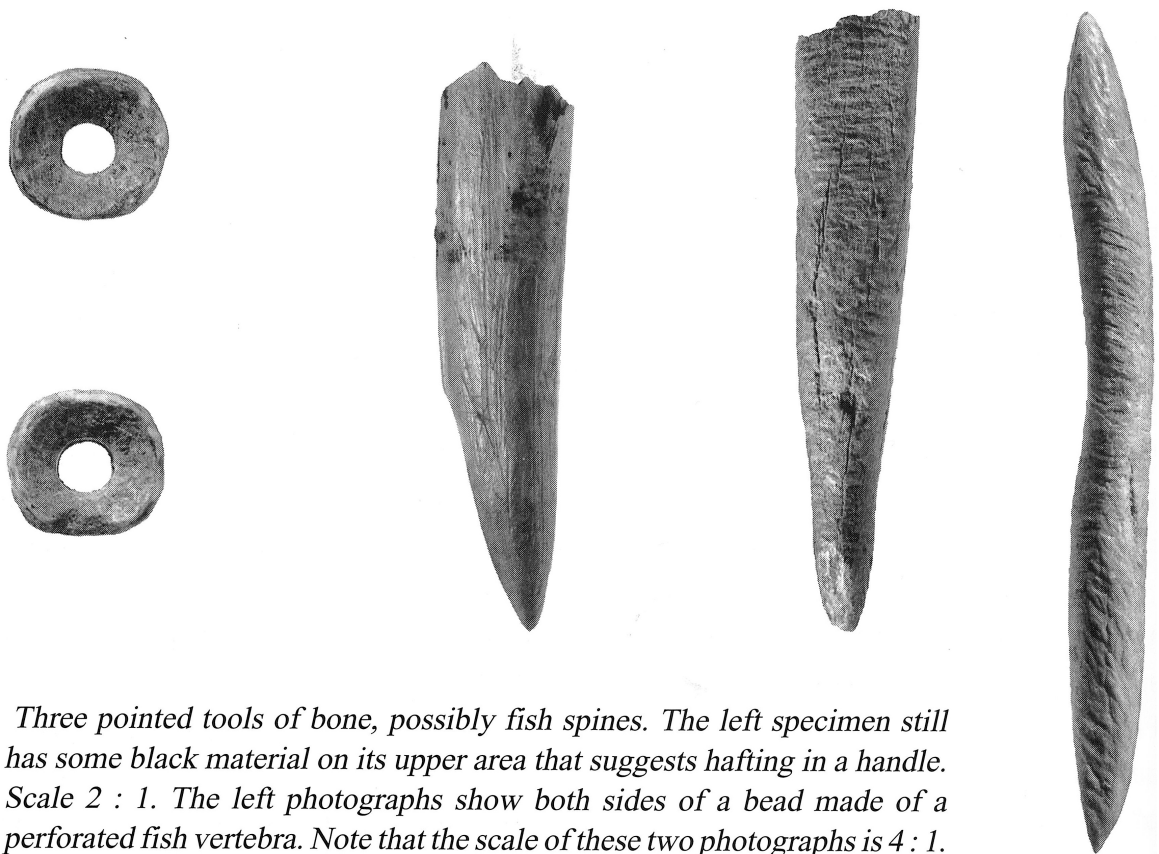 Three pointed tools of bone, possibly fish spines. The left specimen still
has some black material on its upper area that suggests hafting in a handle.
Scale 2 : 1. The left photographs show both sides of a bead made of a
perforated fish vertebra. Note that the scale of these two photographs is 4 : 1.